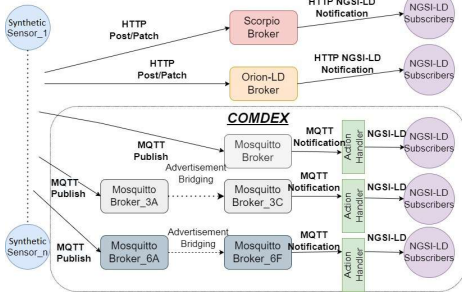 Synthetic
Sensor_1
HTTP
Post/Patch
Scorpio
Broker
HTTP NGSI-LD
Notification
NGSI-LD
Subscribers
HTTP
Post/Patch
Orion-LD
Broker
HTTP NGSI-LD
Notification
NGSI-LD
Subscribers
COMDEX
MQTT
Publish
Mosquitto
Broker
MQTT
Notification
Action
Handler
NGSI-LD
NGSI-LD
Subscribers
MQTT
Publish
Mosquitto
Broker_3A
Advertisement
Bridging
Mosquitto
Broker_3C
MQTT
Notification
Action
Handler
NGSI-LD
NGSI-LD
Subscribers
Synthetic
Sensor_n
MQTT
Publish
Mosquitto
Broker_6A
Advertisement
Bridging
Mosquitto
Broker_6F
MQTT
Notification
Action
Handler
NGSI-LD
NGSI-LD
Subscribers